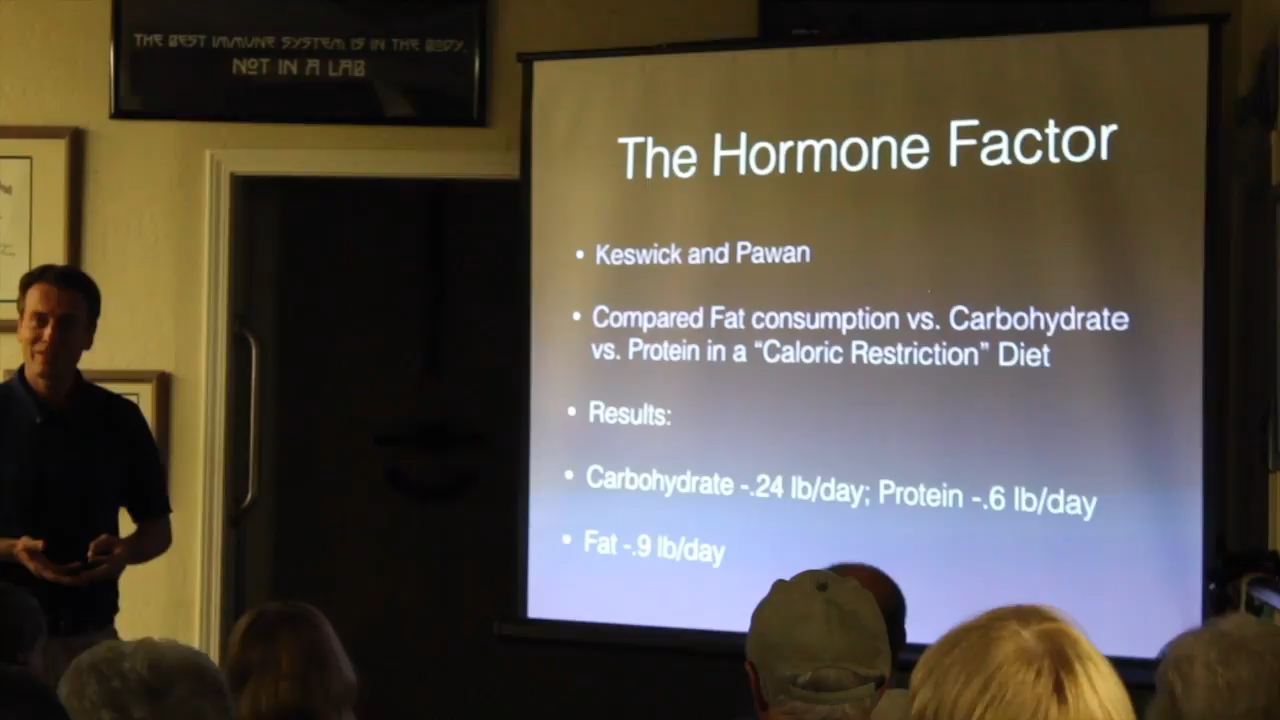 THE BEST IMMUNE SYSTEM IS IN THE BODY,
NOT IN A LAB
The Hormone Factor
• Keswick and Pawan
• Compared Fat consumption vs. Carbohydrate
vs. Protein in a “Caloric Restriction” Diet
• Results:
• Carbohydrate -.24 lb/day; Protein -.6 lb/day
• Fat -.9 lb/day